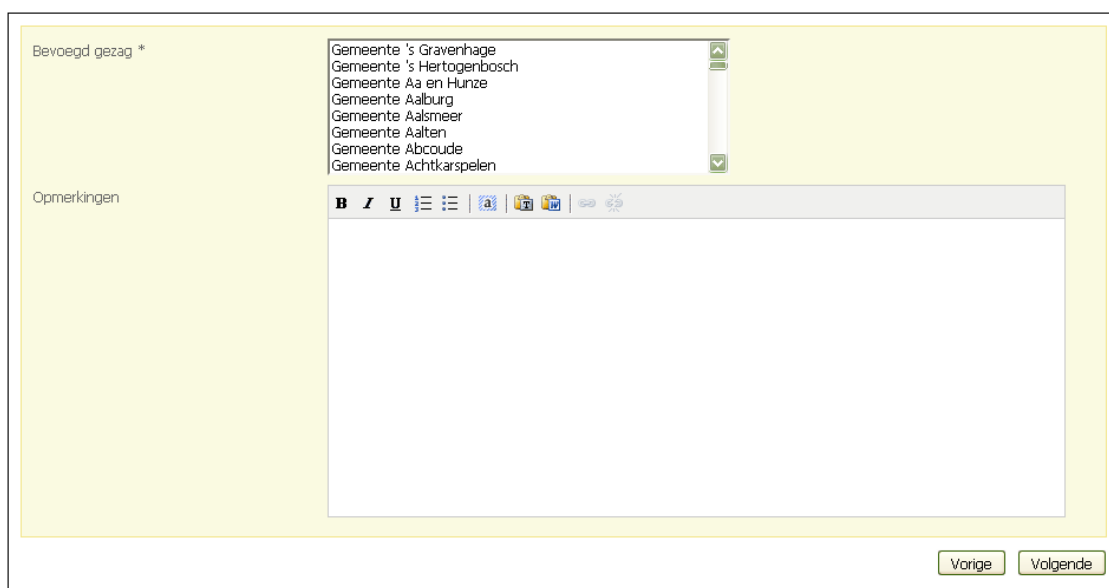 Bevoegd gezag *
Gemeente 's Gravenhage
Gemeente 's Hertogenbosch
Gemeente Aa en Hunze
Gemeente Aalburg
Gemeente Aalsmeer
Gemeente Aalten
Gemeente Abcoude
Gemeente Achtkarspelen
Opmerkingen
B I U a T W
Vorige Volgende